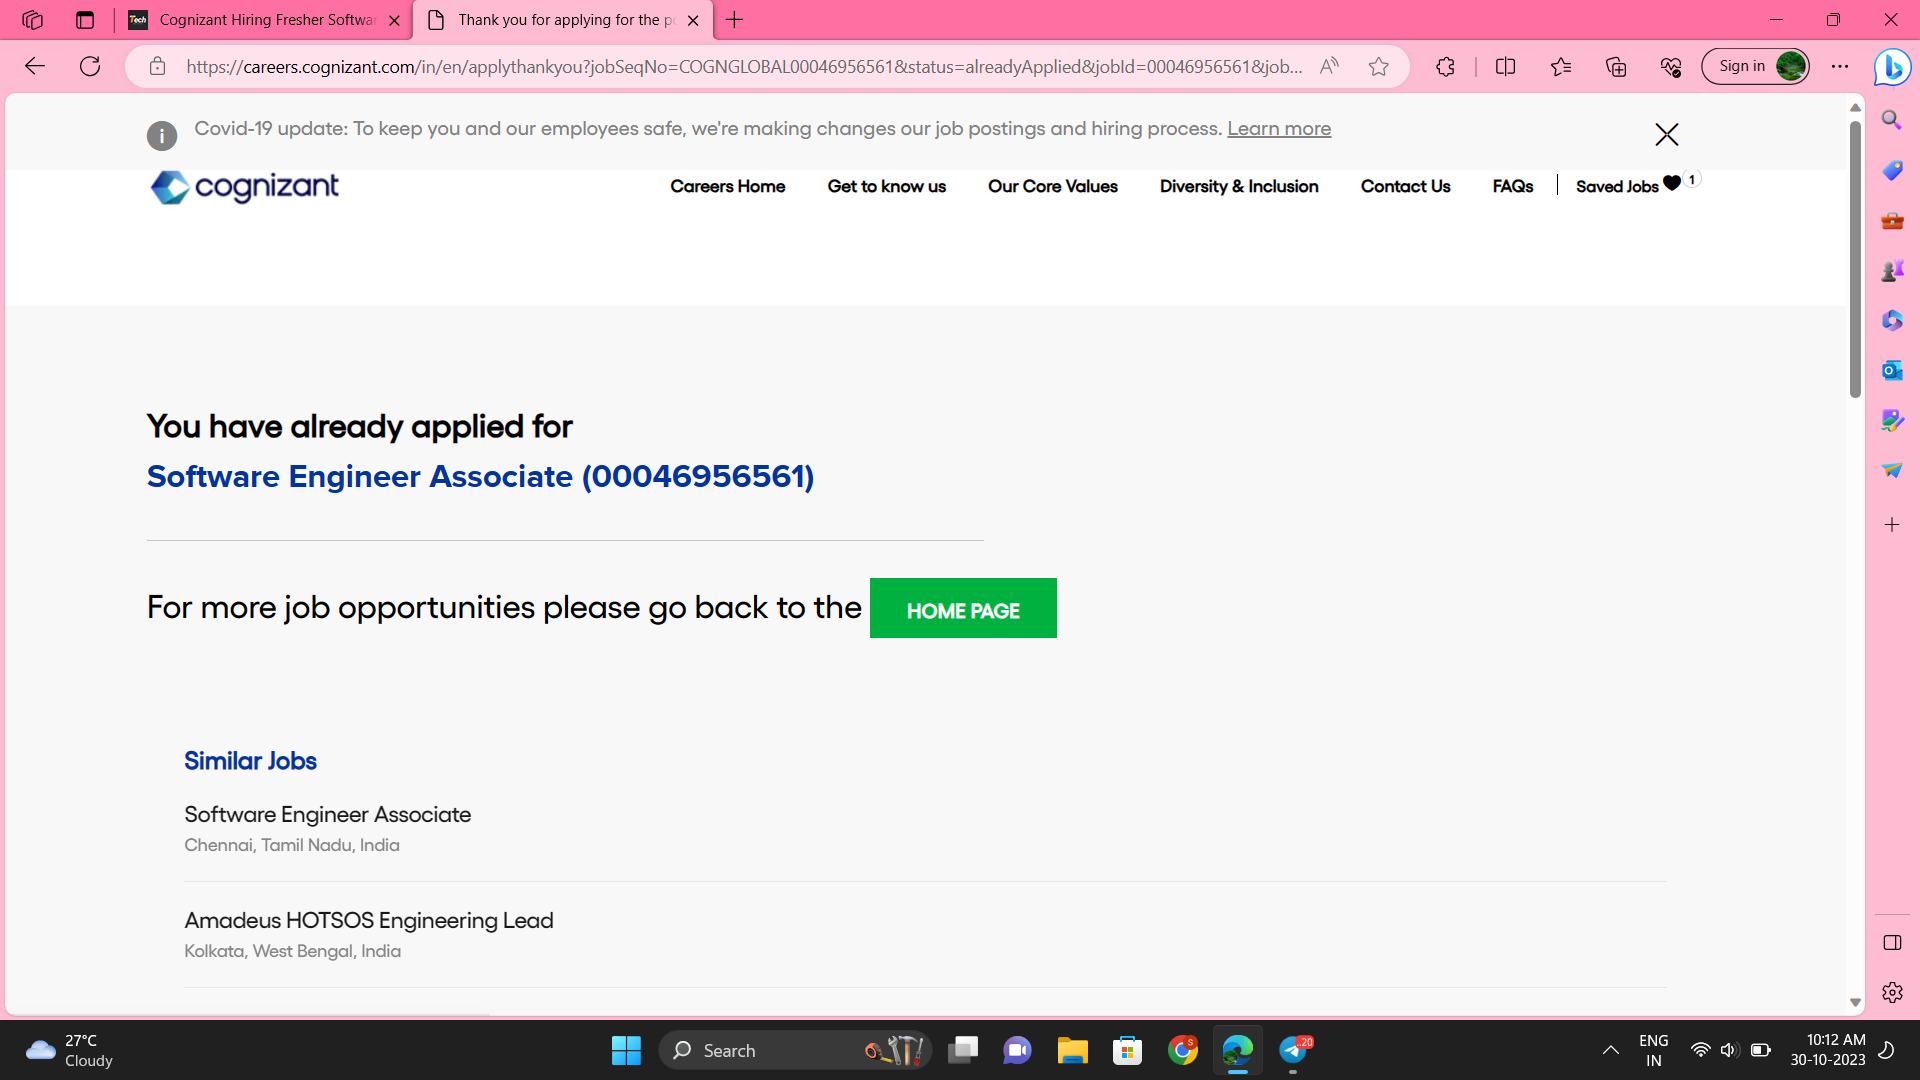 Tech
Cognizant Hiring Fresher Softwar
Thank you for applying for the po
https://careers.cognizant.com/in/en/applythankyou?jobSeqNo=COGNGLOBAL00046956561&status=alreadyApplied&jobId=00046956561&job...
Sign in
Covid-19 update: To keep you and our employees safe, we're making changes our job postings and hiring process. Learn more
cognizant
Careers Home
Get to know us
Our Core Values
Diversity & Inclusion
Contact Us
FAQs
Saved Jobs 1
You have already applied for
Software Engineer Associate (00046956561)
For more job opportunities please go back to the HOME PAGE
Similar Jobs
Software Engineer Associate
Chennai, Tamil Nadu, India
Amadeus HOTSOS Engineering Lead
Kolkata, West Bengal, India
27°C
Cloudy
Search
S
..20
ENG
IN
10:12 AM
30-10-2023